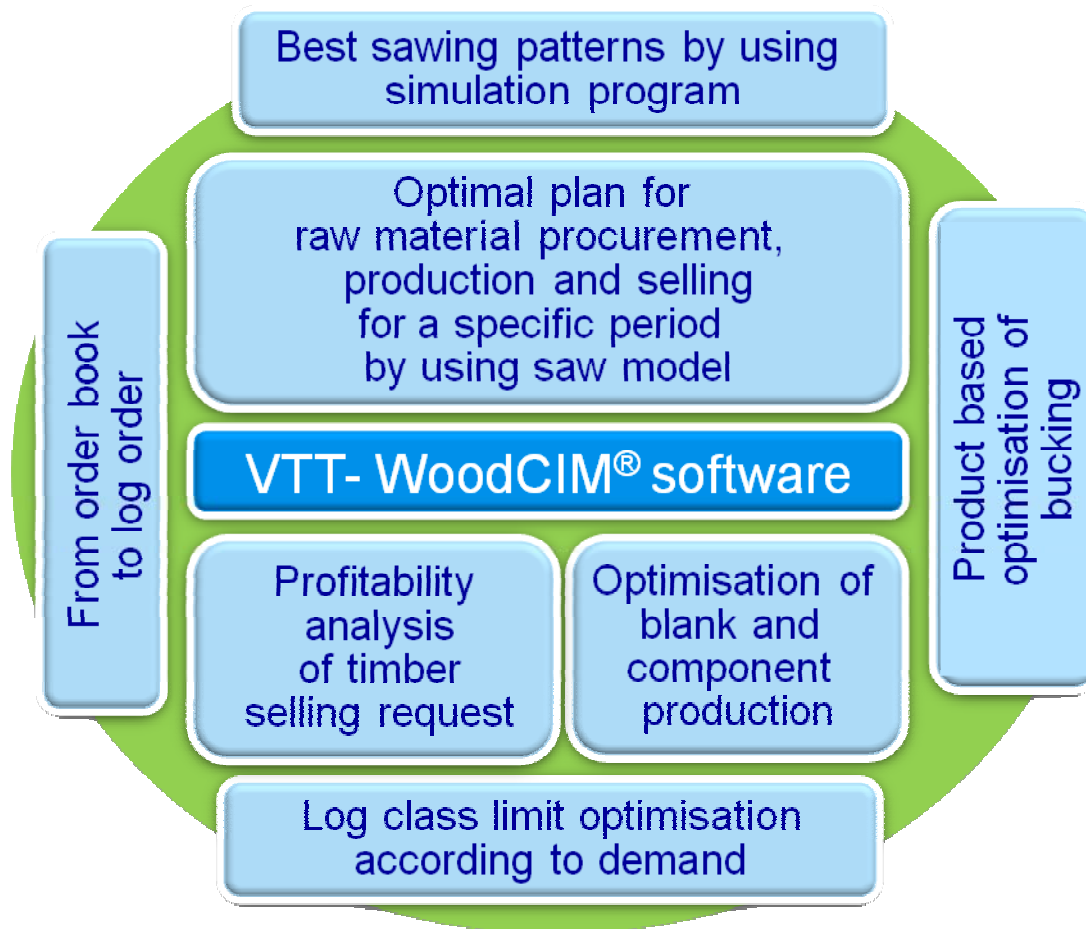 Best sawing patterns by using
simulation program
Optimal plan for
raw material procurement,
production and selling
for a specific period
by using saw model
From order book
to log order
Product based
optimisation of
bucking
VTT- WoodCIM® software
Profitability
analysis
of timber
selling request
Optimisation of
blank and
component
production
Log class limit optimisation
according to demand